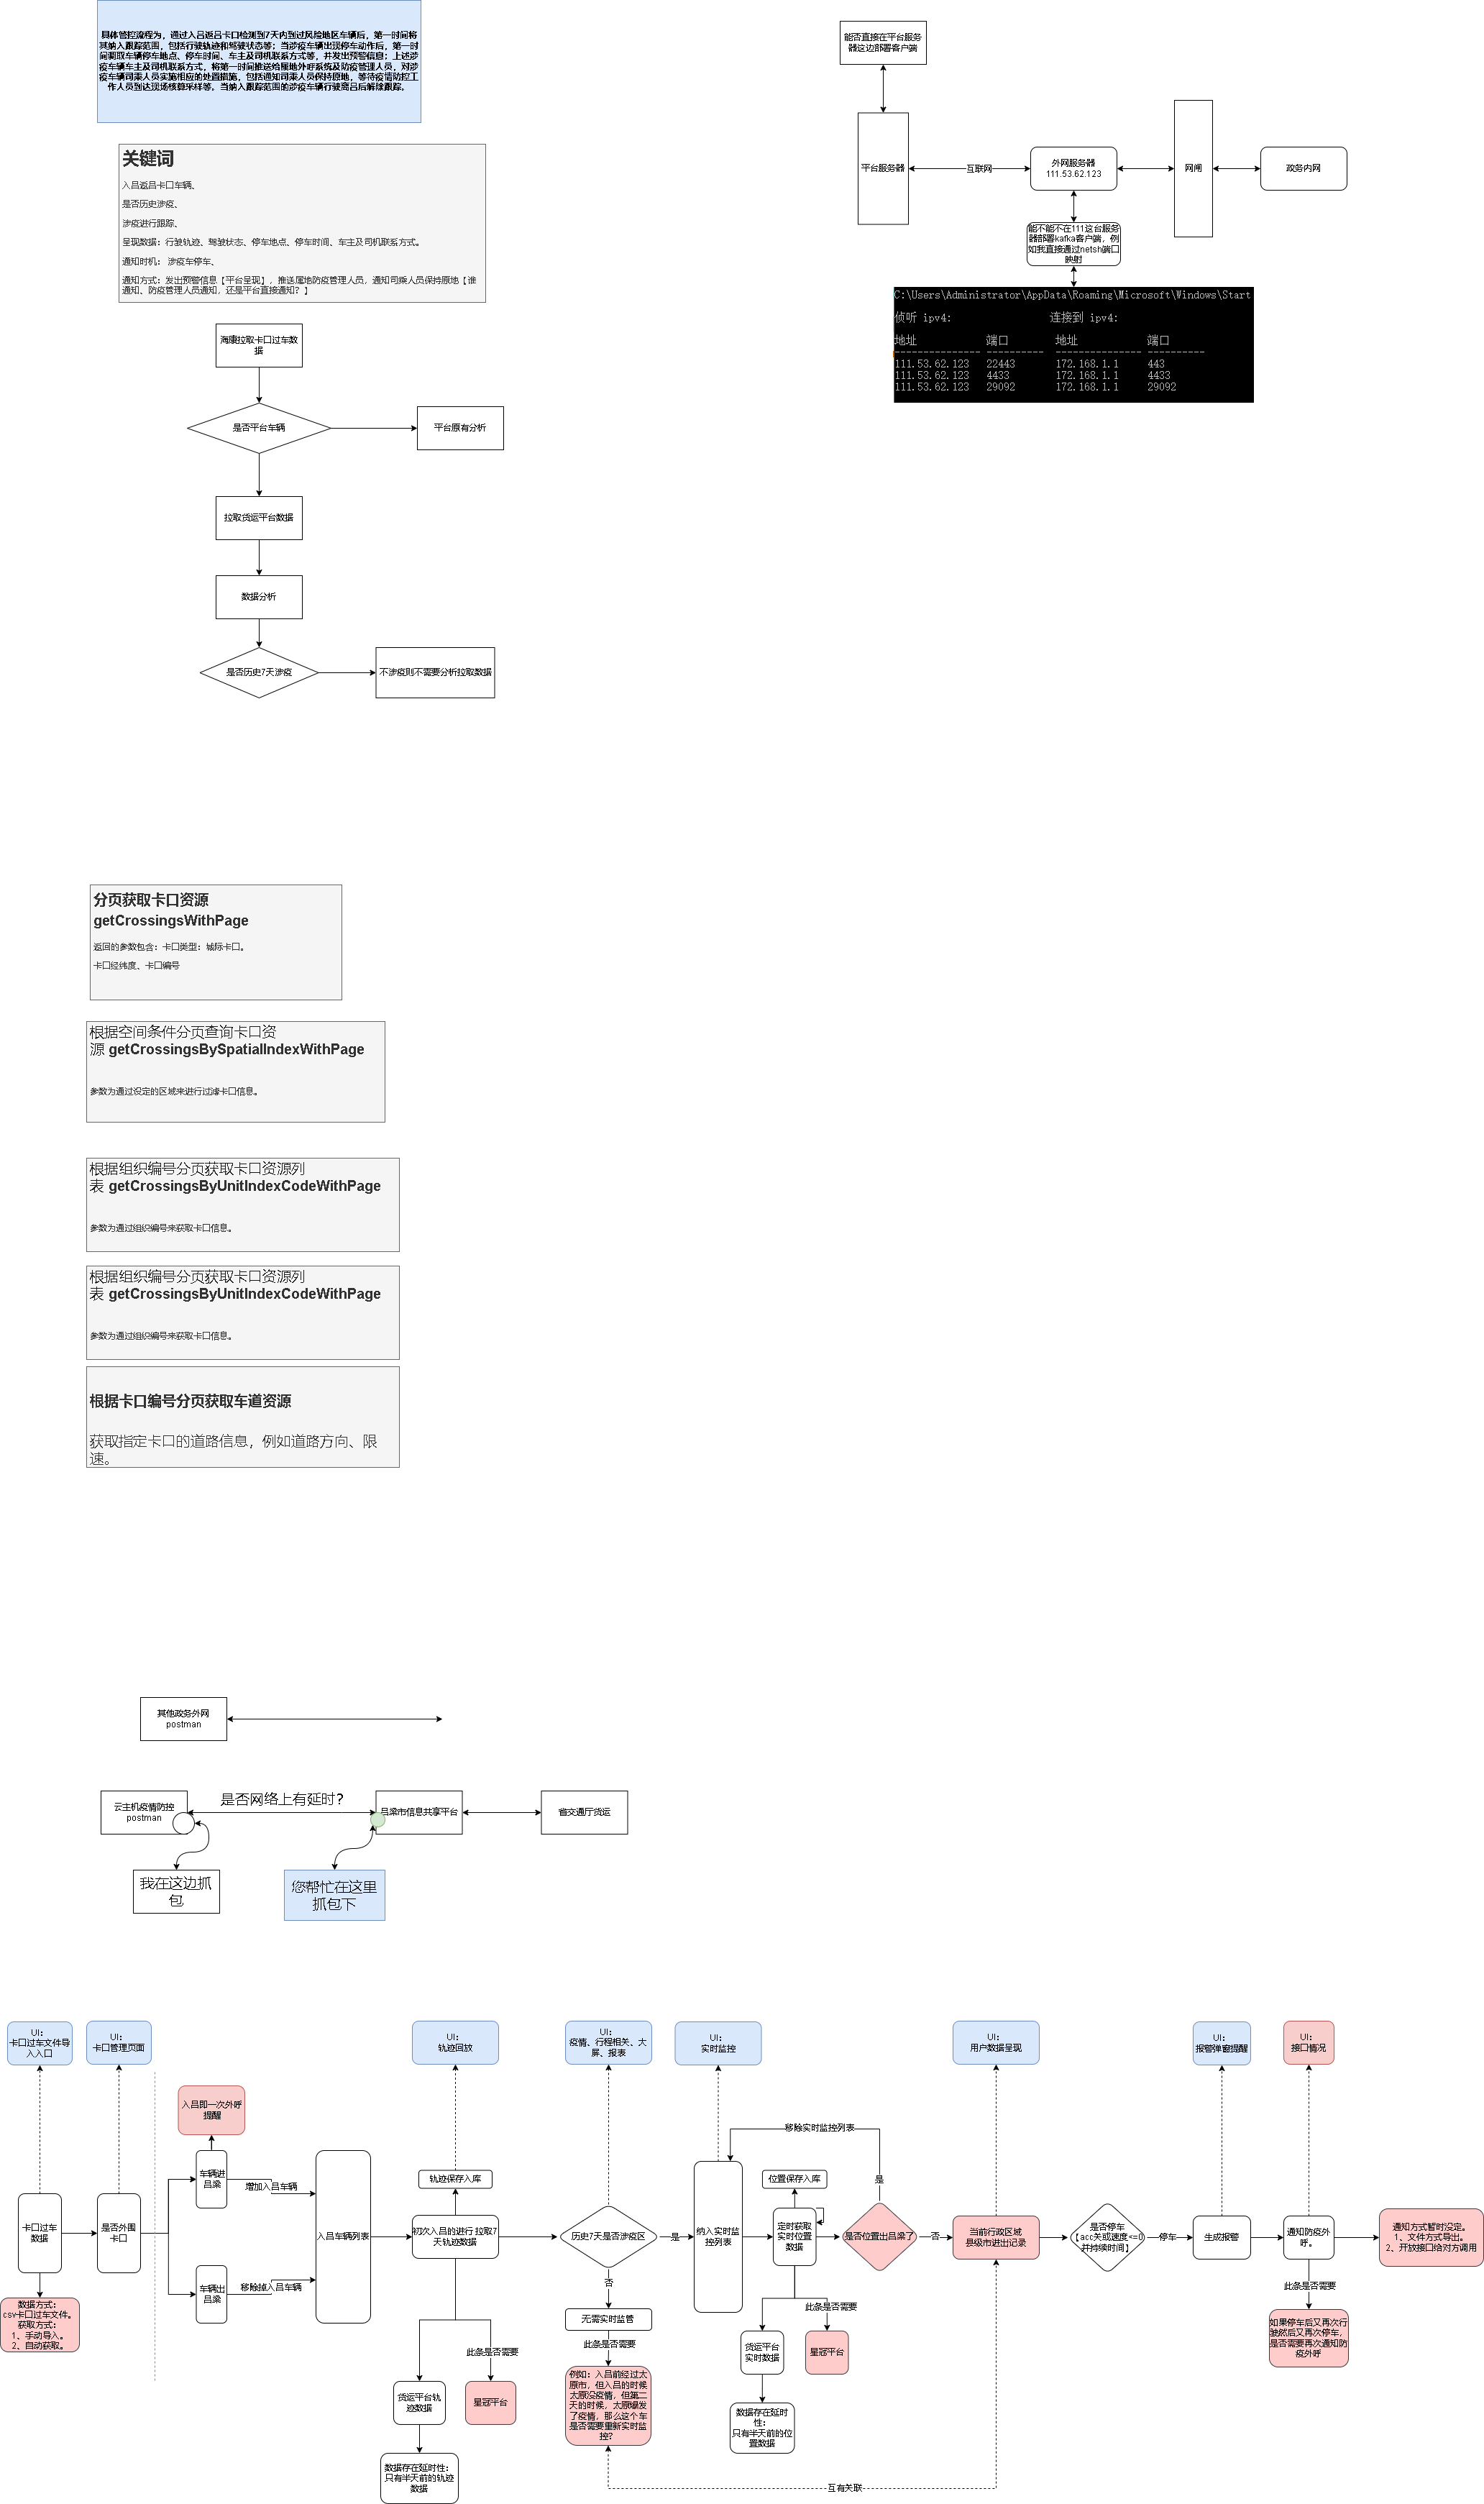 具体管控流程为，通过入吕返吕卡口检测到7天内到过风险地区车辆后，第一时间将
其纳入跟踪范围，包括行驶轨迹和驾驶状态等；当涉疫车辆出现停车动作后，第一时
间调取车辆停车地点、停车时间、车主及司机联系方式等，并发出预警信息；上述涉
疫车辆车主及司机联系方式，将第一时间推送给属地外呼系统及防疫管理人员，对涉
疫车辆司乘人员实施相应的处置措施，包括通知司乘人员保持原地，等待疫情防控工
作人员到达现场核算采样等。当纳入跟踪范围的涉疫车辆行驶离吕后解除跟踪。
关键词
入吕返吕卡口车辆、
是否历史涉疫、
涉疫进行跟踪、
呈现数据：行驶轨迹、驾驶状态、停车地点、停车时间、车主及司机联系方式。
通知时机： 涉疫车停车、
通知方式：发出预警信息【平台呈现】，推送属地防疫管理人员，通知司乘人员保持原地【谁
通知、防疫管理人员通知，还是平台直接通知？】
海康拉取卡口过车数
据
是否平台车辆
平台原有分析
拉取货运平台数据
数据分析
是否历史7天涉疫
不涉疫则不需要分析拉取数据
能否直接在平台服务
器这边部署客户端
平台服务器
互联网
外网服务器
111.53.62.123
网闸
政务内网
能不能不在111这台服务
器部署kafka客户端，例
如我直接通过netsh端口
映射
C:\Users\Administrator\AppData\Roaming\Microsoft\Windows\Start
侦听 ipv4: 连接到 ipv4:
地址 端口 地址 端口
--------------- ---------- --------------- ----------
111.53.62.123 22443 172.168.1.1 443
111.53.62.123 4433 172.168.1.1 4433
111.53.62.123 29092 172.168.1.1 29092
分页获取卡口资源
getCrossingsWithPage
返回的参数包含：卡口类型：城际卡口。
卡口经纬度、卡口编号
根据空间条件分页查询卡口资
源 getCrossingsBySpatialIndexWithPage
参数为通过设定的区域来进行过滤卡口信息。
根据组织编号分页获取卡口资源列
表 getCrossingsByUnitIndexCodeWithPage
参数为通过组织编号来获取卡口信息。
根据组织编号分页获取卡口资源列
表 getCrossingsByUnitIndexCodeWithPage
参数为通过组织编号来获取卡口信息。
根据卡口编号分页获取车道资源
获取指定卡口的道路信息，例如道路方向、限
速。
其他政务外网
postman
云主机疫情防控
postman
是否网络上有延时?
吕梁市信息共享平台
省交通厅货运
我在这边抓
包
您帮忙在这里
抓包下
UI：
卡口过车文件导
入入口
UI：
卡口管理页面
UI：
轨迹回放
UI：
疫情、行程相关、大
屏、报表
UI：
实时监控
UI：
用户数据呈现
UI：
报警弹窗提醒
UI：
接口情况
入吕即一次外呼
提醒
卡口过车
数据
是否外围
卡口
车辆进
吕梁
增加入吕车辆
车辆出
吕梁
移除掉入吕车辆
入吕车辆列表
数据方式：
csv卡口过车文件。
获取方式：
1、手动导入。
2、自动获取。
轨迹保存入库
初次入吕的进行 拉取7
天轨迹数据
此条是否需要
货运平台轨
迹数据
星冠平台
数据存在延时性：
只有半天前的轨迹
数据
历史7天是否涉疫区
是
否
无需实时监管
此条是否需要
例如：入吕前经过太
原市，但入吕的时候
太原没疫情，但第二
天的时候，太原爆发
了疫情，那么这个车
是否需要重新实时监
控？
纳入实时监
控列表
移除实时监控列表
位置保存入库
定时获取
实时位置
数据
此条是否需要
货运平台
实时数据
星冠平台
数据存在延时
性：
只有半天前的位
置数据
是
是否位置出吕梁了
否
当前行政区域
县级市进出记录
互有关联
是否停车
【acc关或速度<=0
并持续时间】
停车
生成报警
通知防疫外
呼。
此条是否需要
如果停车后又再次行
驶然后又再次停车，
是否需要再次通知防
疫外呼
通知方式暂时没定。
1、文件方式导出。
2、开放接口给对方调用